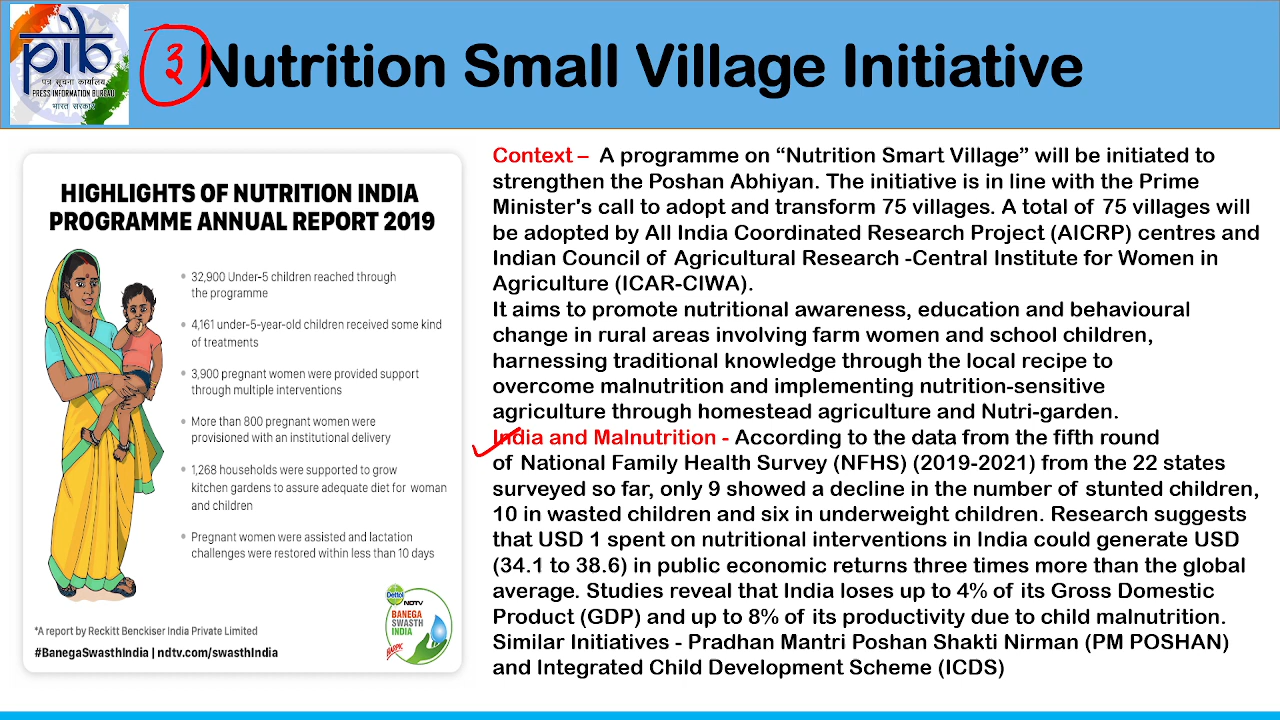 pib
पत्र सूचना कार्यालय
PRESS INFORMATION BUREAU
भारत सरकार
3 Nutrition Small Village Initiative
HIGHLIGHTS OF NUTRITION INDIA
PROGRAMME ANNUAL REPORT 2019
32,900 Under-5 children reached through
the programme
4,161 under-5-year-old children received some kind
of treatments
3,900 pregnant women were provided support
through multiple interventions
More than 800 pregnant women were
provisioned with an institutional delivery
1,268 households were supported to grow
kitchen gardens to assure adequate diet for woman
and children
Pregnant women were assisted and lactation
challenges were restored within less than 10 days
Dettol NDTV
BANEGA
SWASTH
INDIA
HARPIC
*A report by Reckitt Benckiser India Private Limited
#BanegaSwasthIndia | ndtv.com/swasthIndia
Context – A programme on “Nutrition Smart Village” will be initiated to
strengthen the Poshan Abhiyan. The initiative is in line with the Prime
Minister's call to adopt and transform 75 villages. A total of 75 villages will
be adopted by All India Coordinated Research Project (AICRP) centres and
Indian Council of Agricultural Research -Central Institute for Women in
Agriculture (ICAR-CIWA).
It aims to promote nutritional awareness, education and behavioural
change in rural areas involving farm women and school children,
harnessing traditional knowledge through the local recipe to
overcome malnutrition and implementing nutrition-sensitive
agriculture through homestead agriculture and Nutri-garden.
India and Malnutrition - According to the data from the fifth round
of National Family Health Survey (NFHS) (2019-2021) from the 22 states
surveyed so far, only 9 showed a decline in the number of stunted children,
10 in wasted children and six in underweight children. Research suggests
that USD 1 spent on nutritional interventions in India could generate USD
(34.1 to 38.6) in public economic returns three times more than the global
average. Studies reveal that India loses up to 4% of its Gross Domestic
Product (GDP) and up to 8% of its productivity due to child malnutrition.
Similar Initiatives - Pradhan Mantri Poshan Shakti Nirman (PM POSHAN)
and Integrated Child Development Scheme (ICDS)